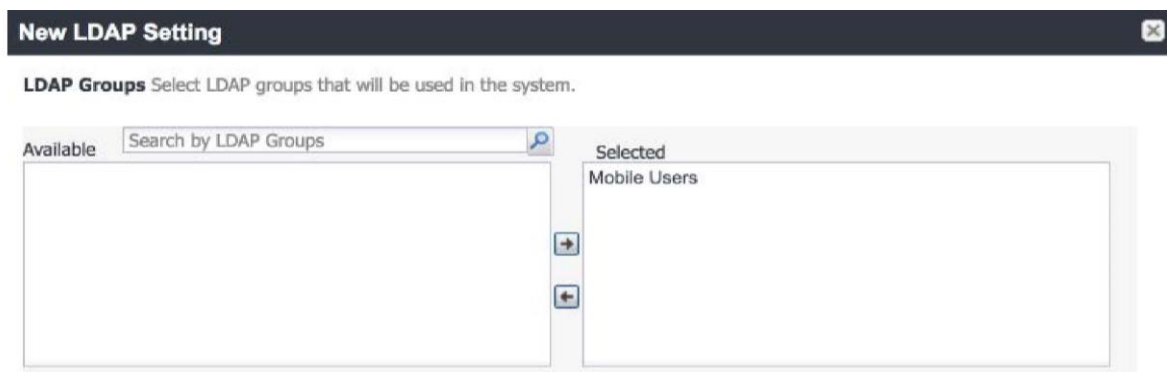 New LDAP Setting
LDAP Groups Select LDAP groups that will be used in the system.
Available
Search by LDAP Groups
Selected
Mobile Users